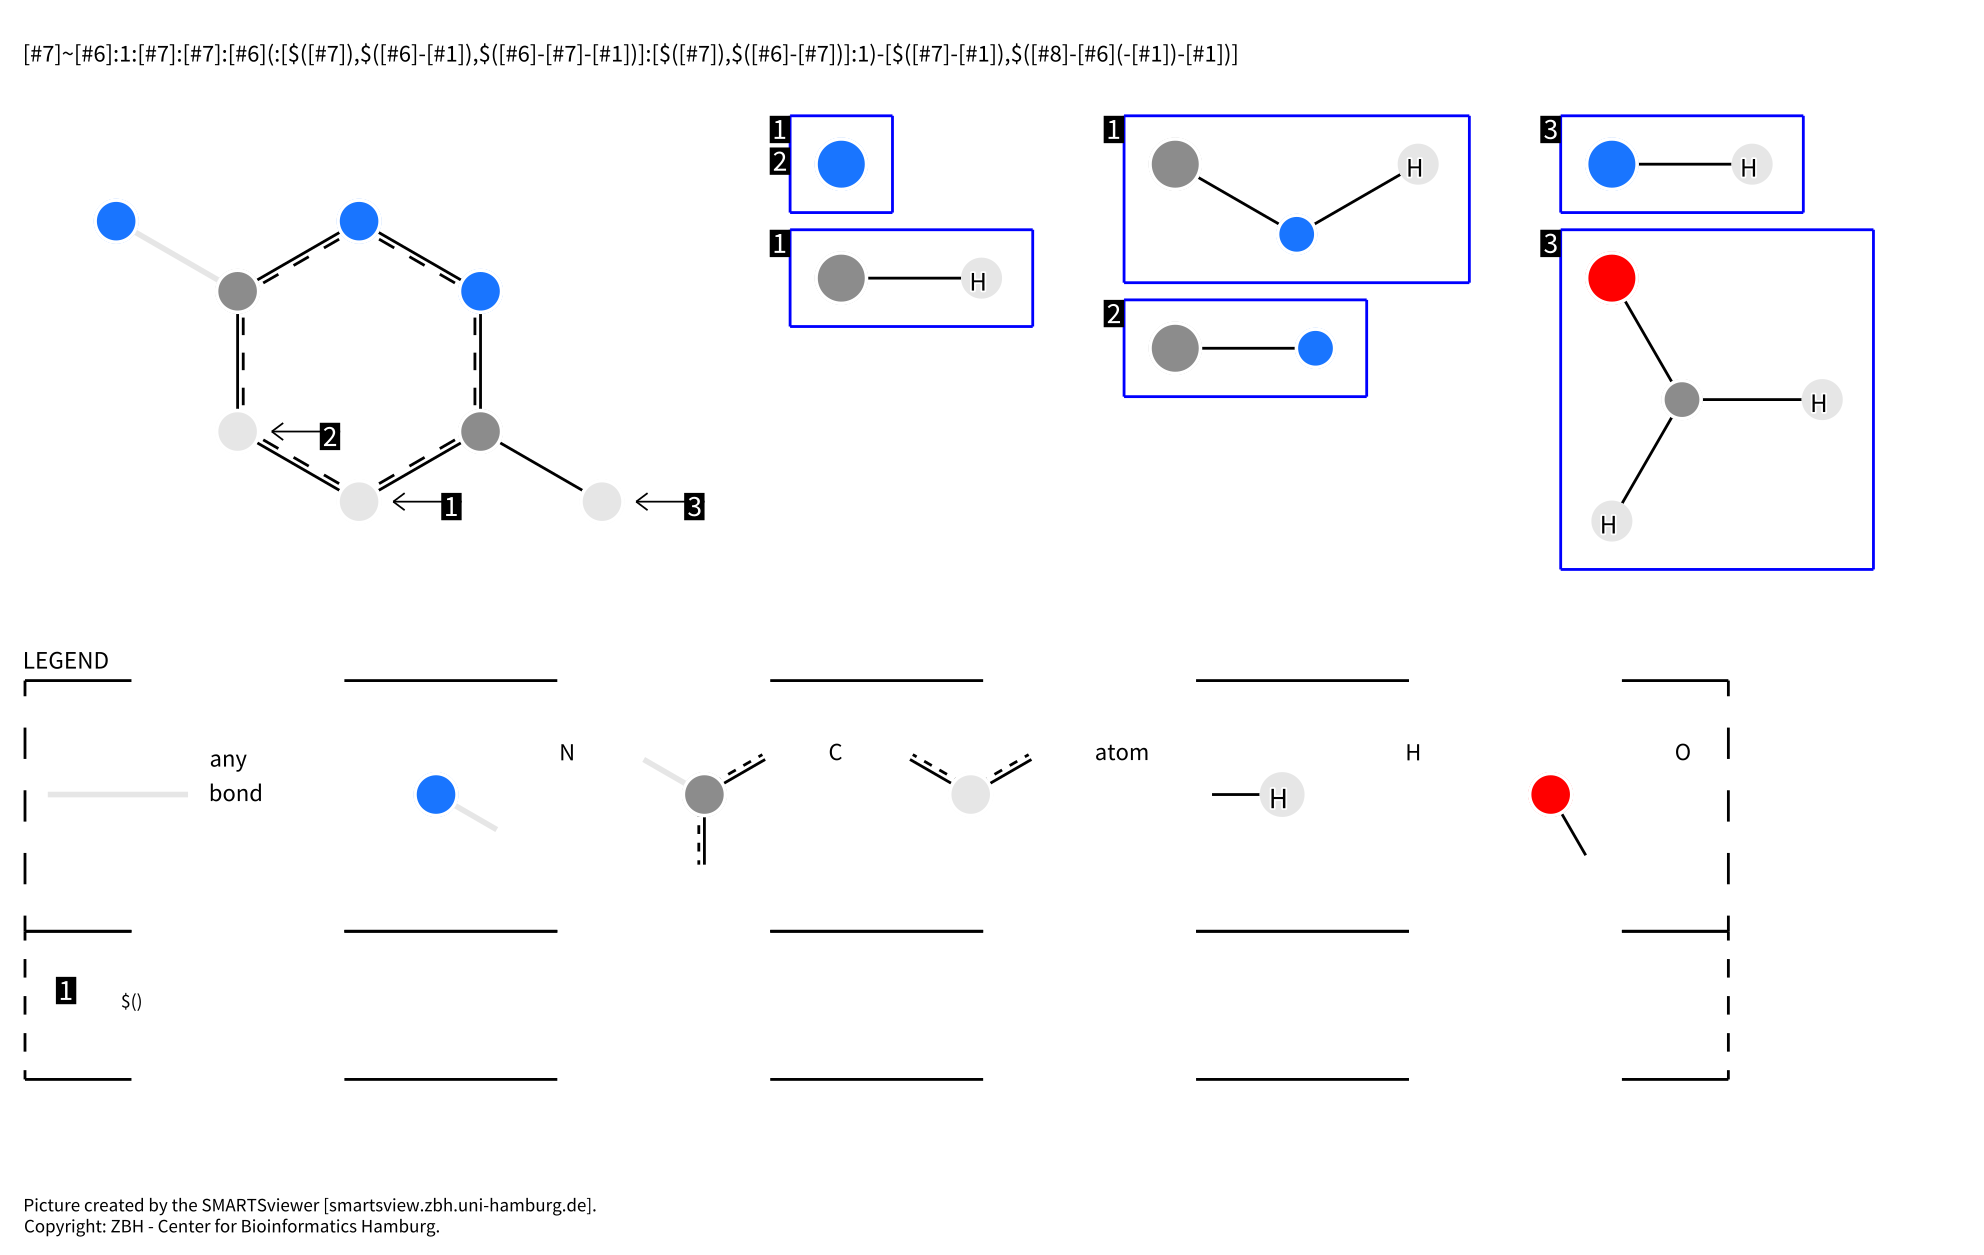 [#7]~[#6]:1:[#7]:[#7]:[#6](:[$([#7]),$([#6]-[#1]),$([#6]-[#7]-[#1])]:[$([#7]),$([#6]-[#7])]:1)-[$([#7]-[#1]),$([#8]-[#6](-[#1])-[#1])]
1
2
1
H
3
H
1
H
2
3
H
H
2
1
3
LEGEND
any
bond
N
C
atom
H
H
O
1
$()
Picture created by the SMARTSviewer [smartsview.zbh.uni-hamburg.de].
Copyright: ZBH - Center for Bioinformatics Hamburg.